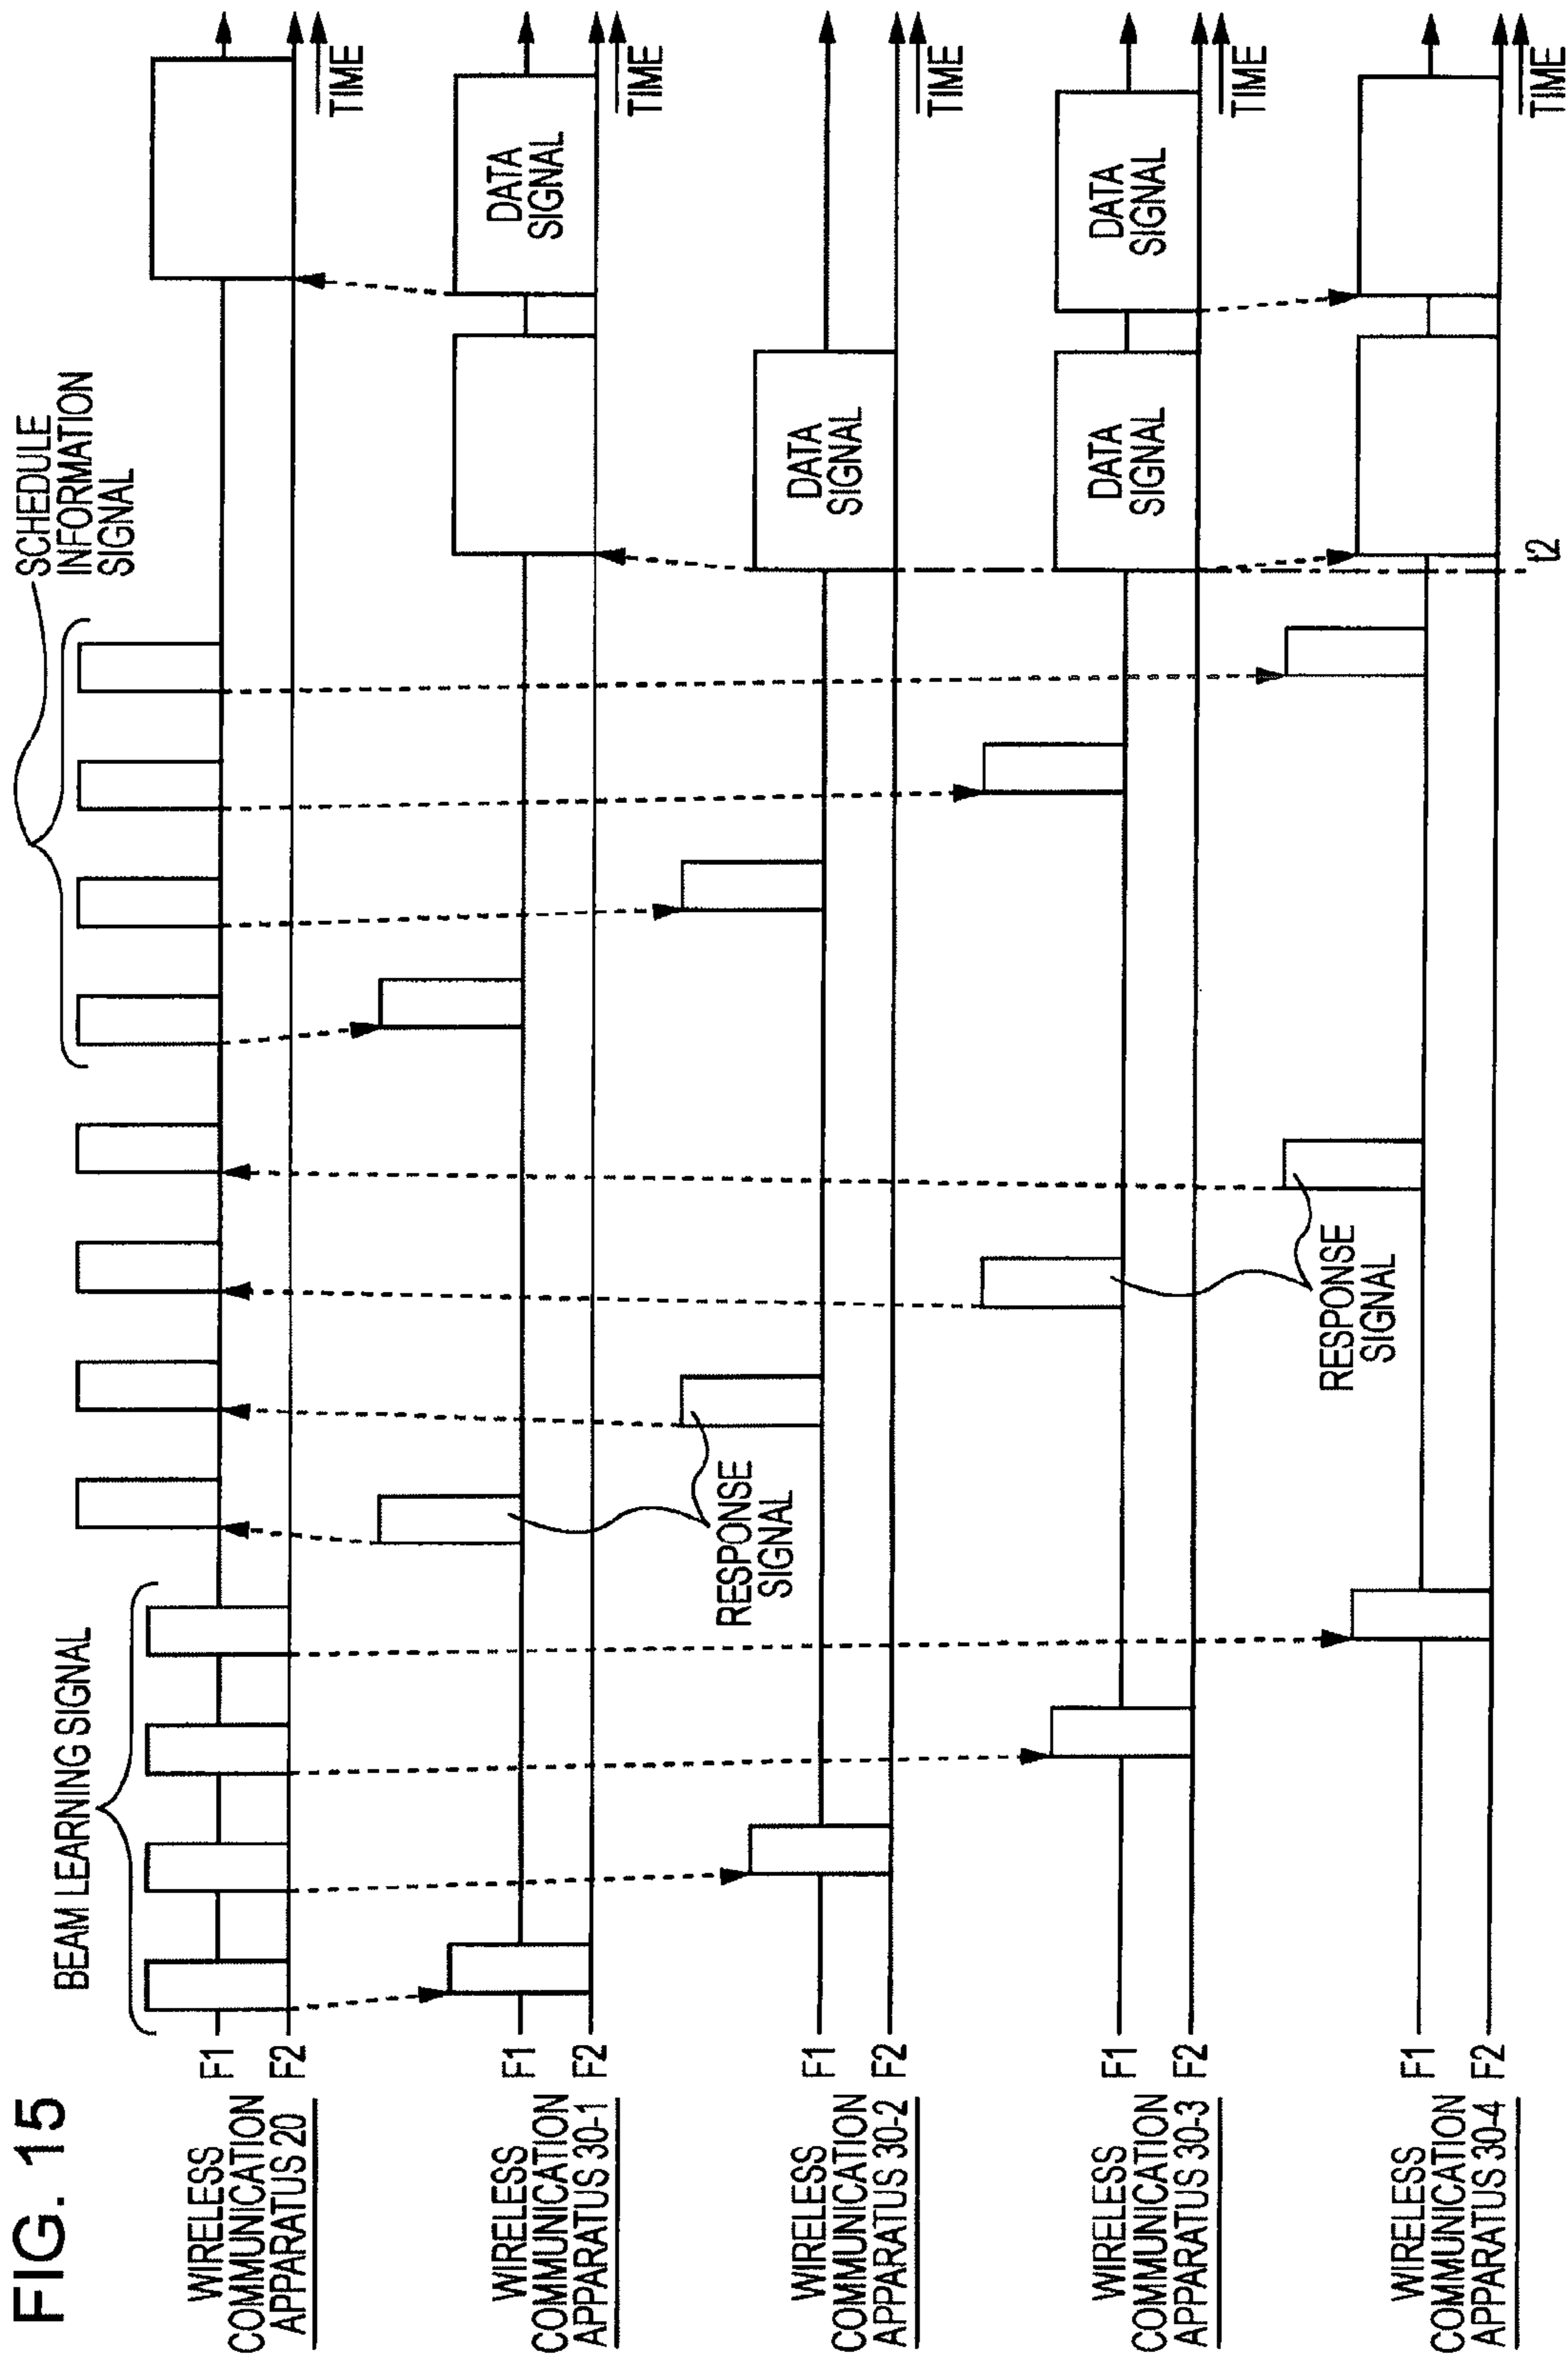 FIG. 15
BEAM LEARNING SIGNAL
SCHEDULE
INFORMATION
SIGNAL
WIRELESS
COMMUNICATION
APPARATUS 20
F1
F2
TIME
WIRELESS
COMMUNICATION
APPARATUS 30-1
F1
F2
DATA
SIGNAL
TIME
RESPONSE
SIGNAL
WIRELESS
COMMUNICATION
APPARATUS 30-2
F1
F2
DATA
SIGNAL
TIME
WIRELESS
COMMUNICATION
APPARATUS 30-3
F1
F2
DATA
SIGNAL
DATA
SIGNAL
TIME
RESPONSE
SIGNAL
WIRELESS
COMMUNICATION
APPARATUS 30-4
F1
F2
t2
TIME